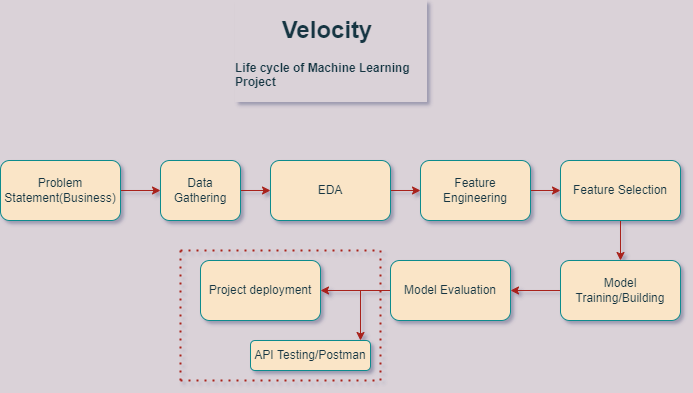 Velocity
Life cycle of Machine Learning
Project
Problem
Statement(Business)
Data
Gathering
EDA
Feature
Engineering
Feature Selection
Model
Training/Building
Model Evaluation
Project deployment
API Testing/Postman